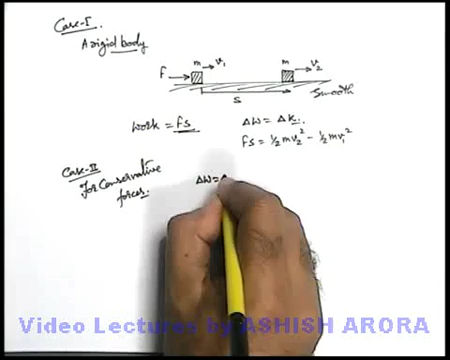 Case-I.
A rigid body
m v₁ m v₂
F
S Smooth
Work = FS ΔW = ΔK.
FS = ½mv₂² - ½mv₁²
Case-II
for Conservative
forces. ΔW = Δ
Video Lectures by ASHISH ARORA